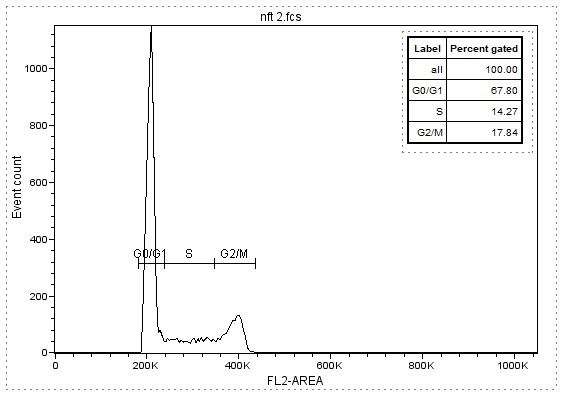 nft 2.fcs
Label Percent gated
all 100.00
G0/G1 67.80
S 14.27
G2/M 17.84
1000
800
600
400
200
0
Event count
G0/G1 S G2/M
0 200K 400K 600K 800K 1000K
FL2-AREA